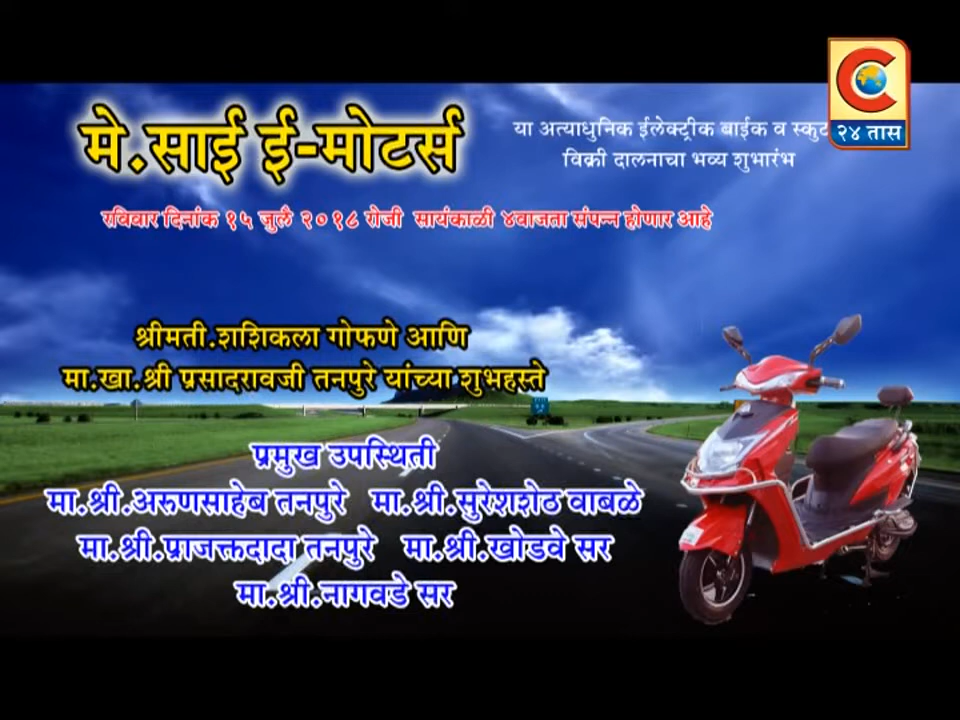 मे.साई ई-मोटर्स
या अत्याधुनिक ईलेक्ट्रीक बाईक व
विक्री दालनाचा भव्य शुभारंभ
C
२४ तास
रविवार दिनांक १५ जुलै २०१८ रोजी सायंकाळी ४वाजता संपन्न होणार आहे
श्रीमती.शशिकला गोफणे आणि
मा.खा.श्री प्रसादरावजी तनपुरे यांच्या शुभहस्ते
प्रमुख उपस्थिती
मा.श्री.अरुणसाहेब तनपुरे मा.श्री.सुरेशशेठ वाबळे
मा.श्री.प्राजक्तदादा तनपुरे मा.श्री.खोडवे सर
मा.श्री.नागवडे सर